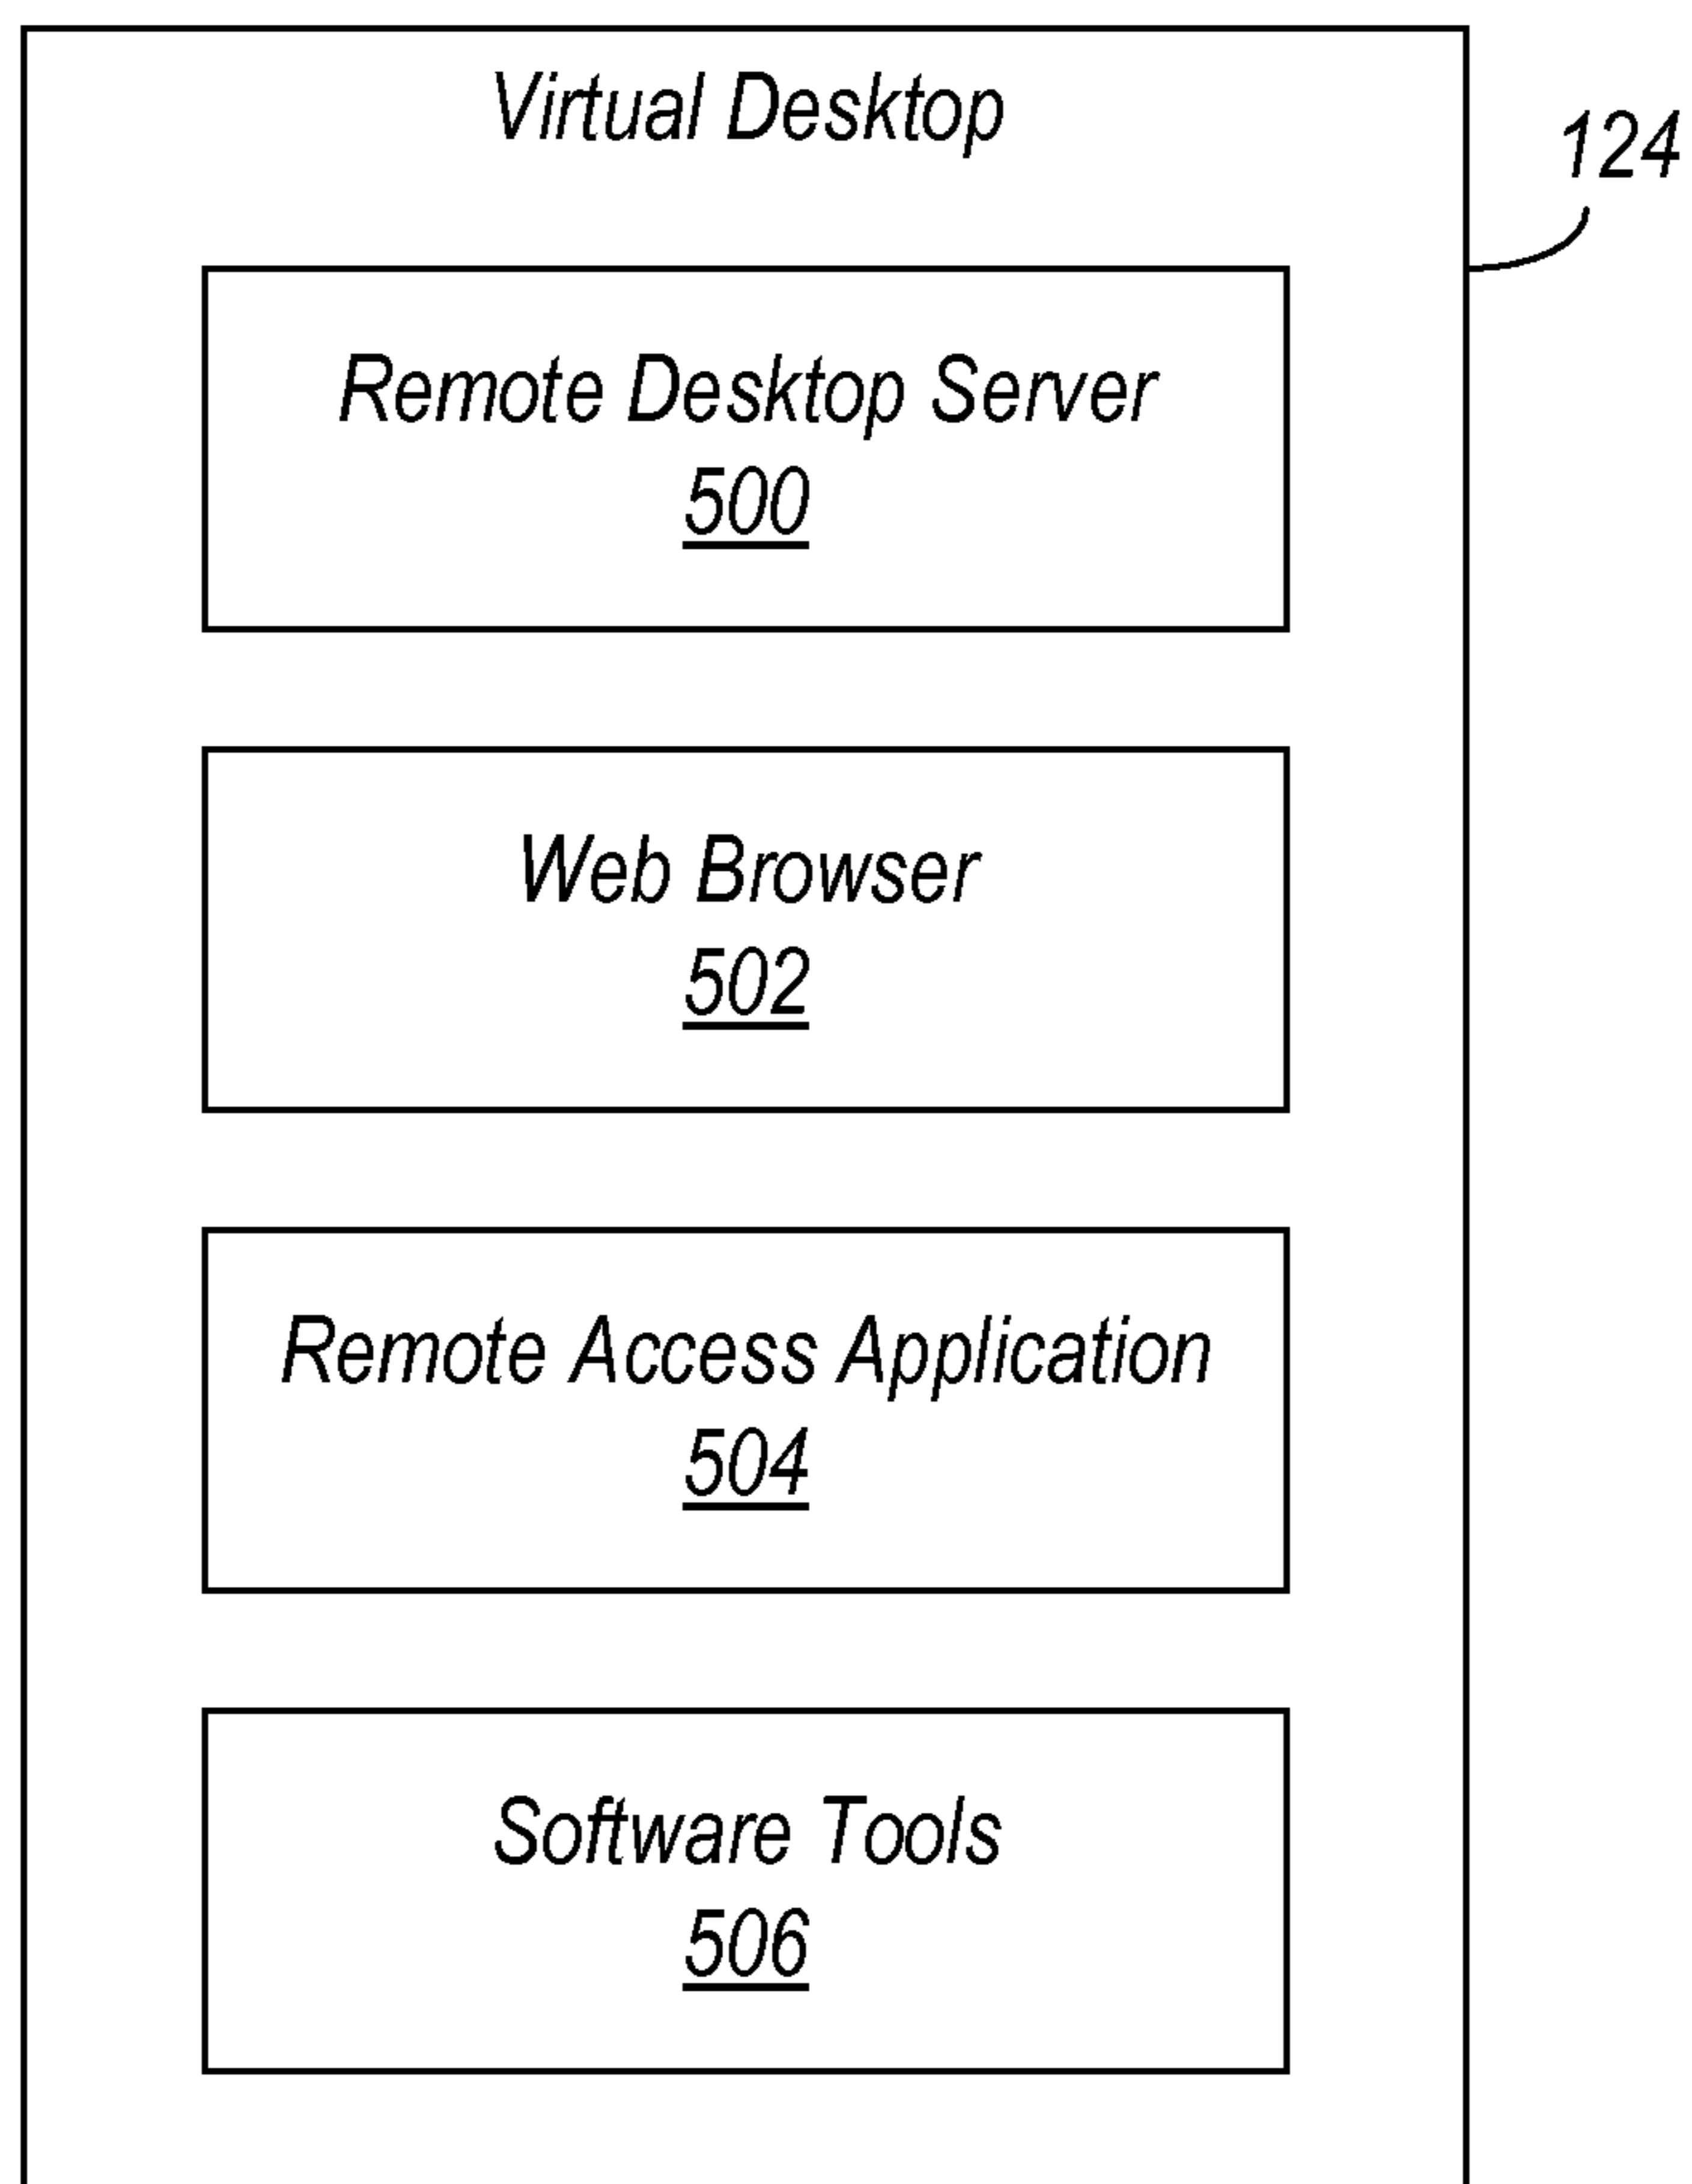 Virtual Desktop
124
Remote Desktop Server
500
Web Browser
502
Remote Access Application
504
Software Tools
506